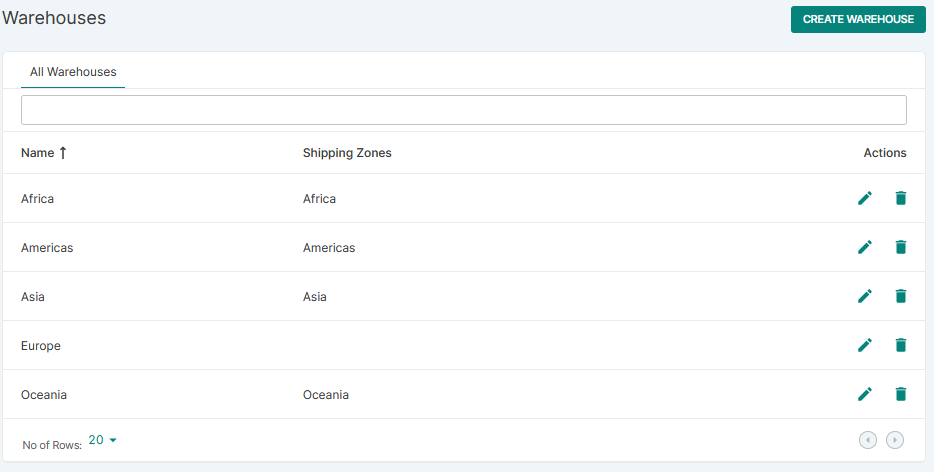 Warehouses
CREATE WAREHOUSE
All Warehouses
Name Shipping Zones Actions
Africa Africa
Americas Americas
Asia Asia
Europe
Oceania Oceania
No of Rows: 20